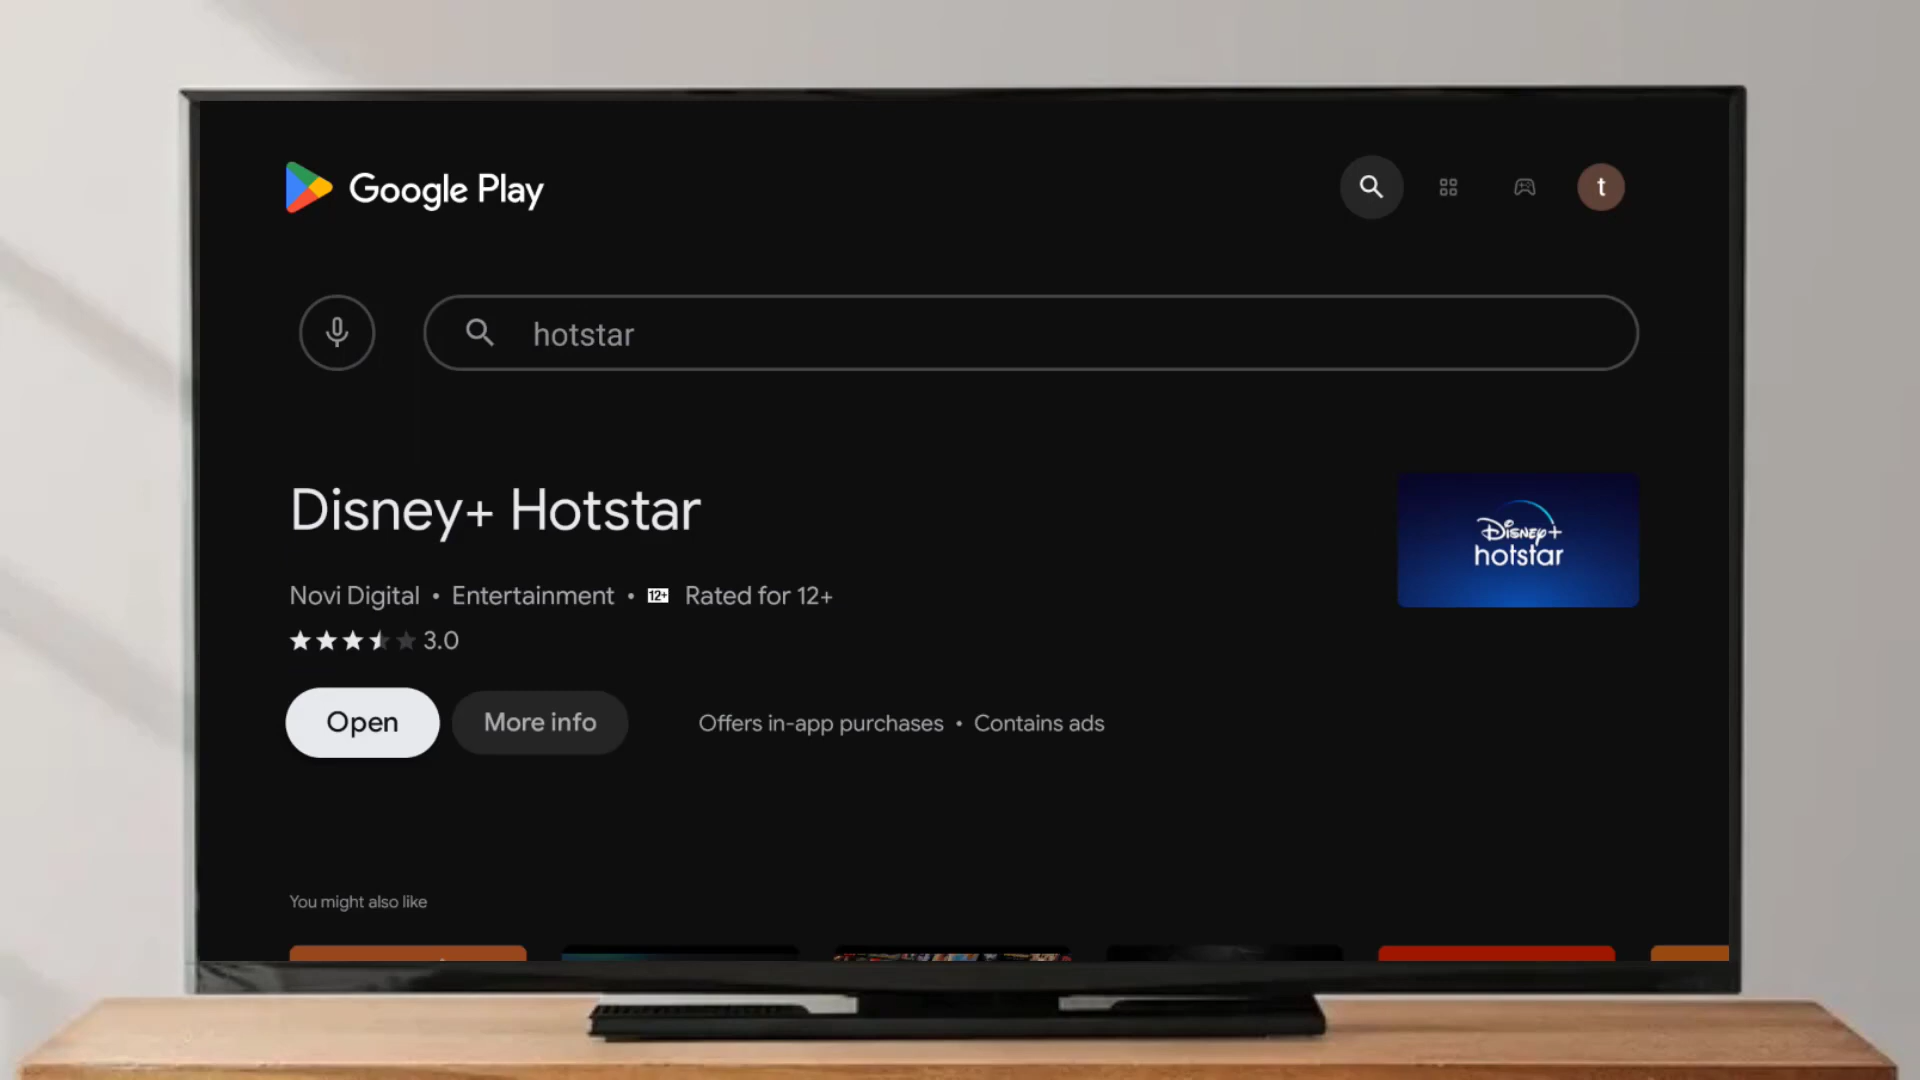 Google Play
t
hotstar
Disney+ Hotstar
Disney+
hotstar
Novi Digital • Entertainment • 12+ Rated for 12+
3.0
Open
More info
Offers in-app purchases • Contains ads
You might also like